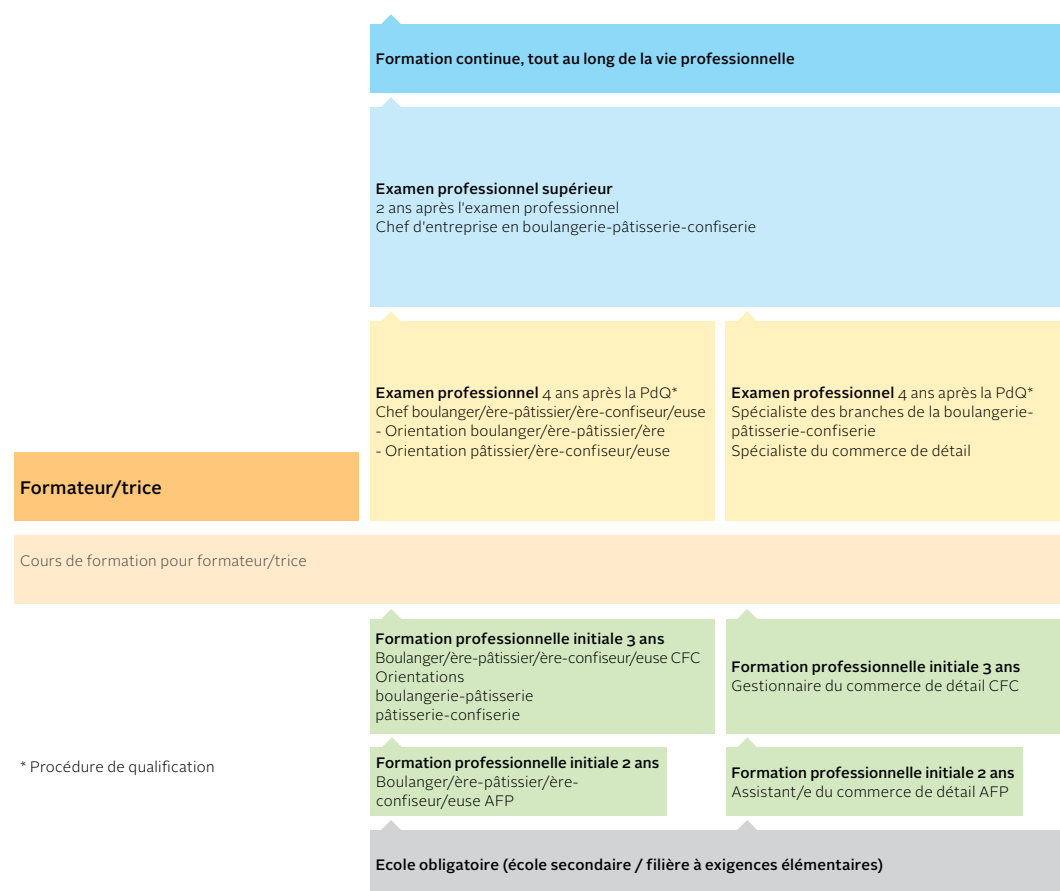 Formation continue, tout au long de la vie professionnelle
Examen professionnel supérieur
2 ans après l'examen professionnel
Chef d'entreprise en boulangerie-pâtisserie-confiserie
Examen professionnel 4 ans après la PdQ*
Chef boulanger/ère-pâtissier/ère-confiseur/euse
- Orientation boulanger/ère-pâtissier/ère
- Orientation pâtissier/ère-confiseur/euse
Examen professionnel 4 ans après la PdQ*
Spécialiste des branches de la boulangerie-
pâtisserie-confiserie
Spécialiste du commerce de détail
Formateur/trice
Cours de formation pour formateur/trice
Formation professionnelle initiale 3 ans
Boulanger/ère-pâtissier/ère-confiseur/euse CFC
Orientations
boulangerie-pâtisserie
pâtisserie-confiserie
Formation professionnelle initiale 3 ans
Gestionnaire du commerce de détail CFC
* Procédure de qualification
Formation professionnelle initiale 2 ans
Boulanger/ère-pâtissier/ère-
confiseur/euse AFP
Formation professionnelle initiale 2 ans
Assistant/e du commerce de détail AFP
Ecole obligatoire (école secondaire / filière à exigences élémentaires)